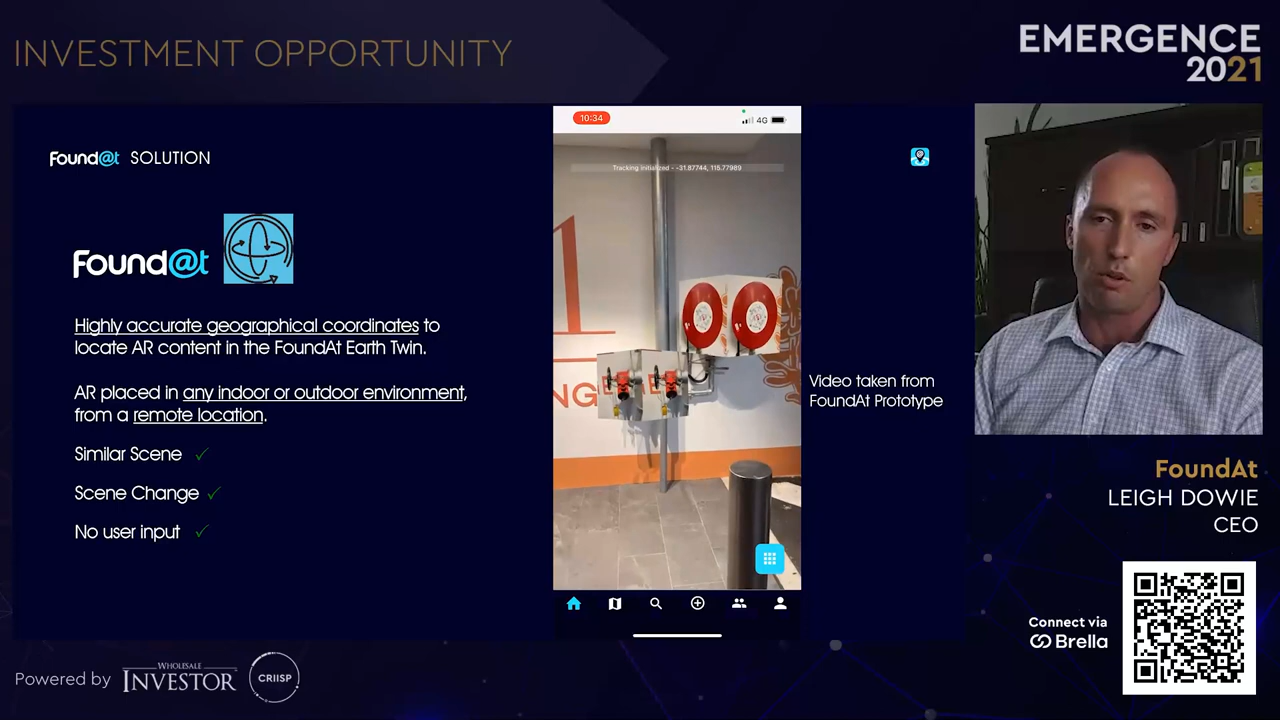 INVESTMENT OPPORTUNITY
EMERGENCE
2021
Found@t SOLUTION
Found@t
Highly accurate geographical coordinates to
locate AR content in the FoundAt Earth Twin.
AR placed in any indoor or outdoor environment,
from a remote location.
Similar Scene ✓
Scene Change ✓
No user input ✓
10:34
4G
Tracking Initialized - -31.87744, 115.77989
1
NG
Video taken from
FoundAt Prototype
FoundAt
LEIGH DOWIE
CEO
Connect via
Brella
Powered by
WHOLESALE
INVESTOR
CRIISP